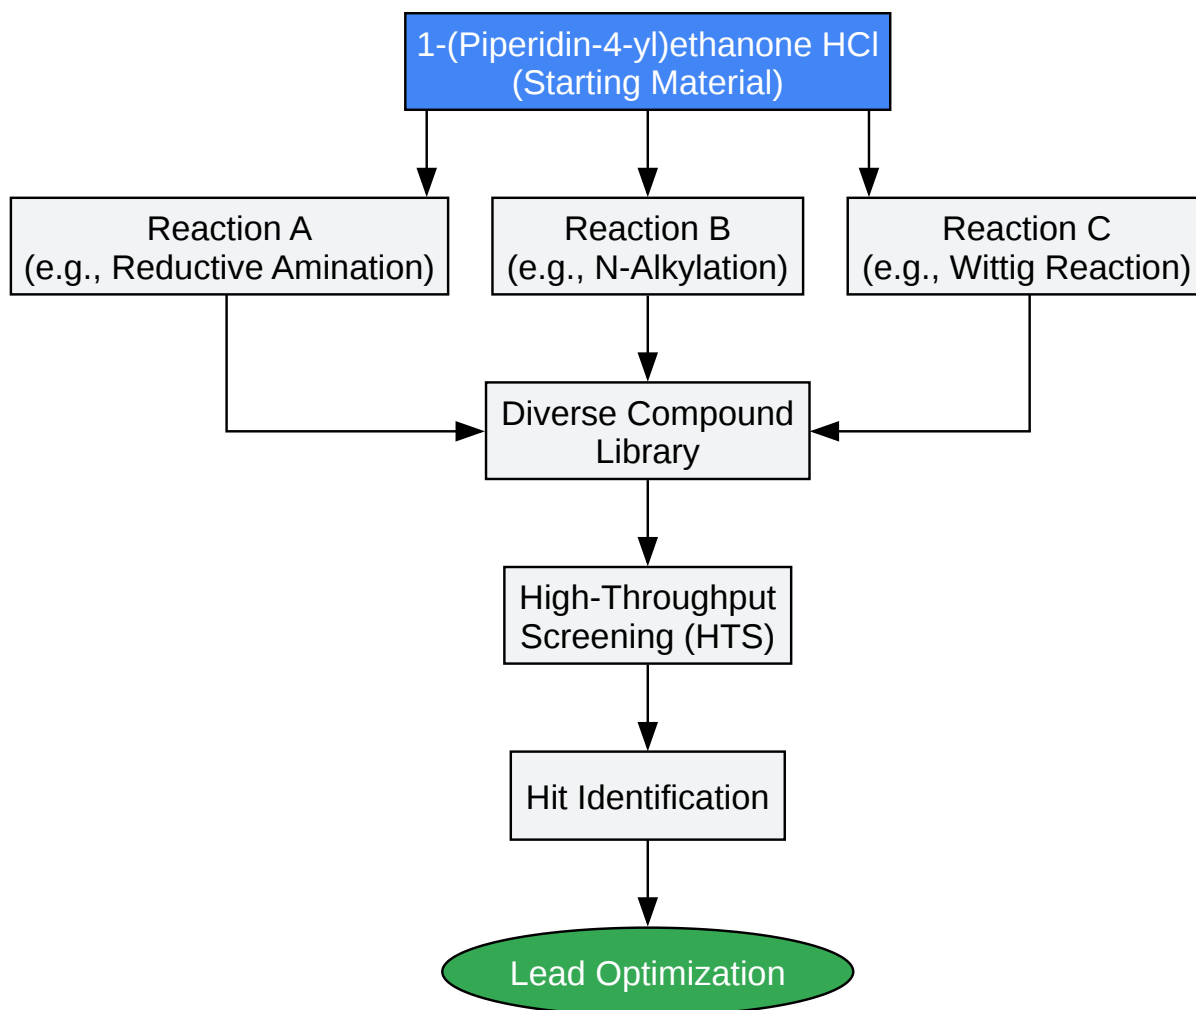 1-(Piperidin-4-yl)ethanone HCl
(Starting Material)
Reaction A
(e.g., Reductive Amination)
Reaction B
(e.g., N-Alkylation)
Reaction C
(e.g., Wittig Reaction)
Diverse Compound
Library
High-Throughput
Screening (HTS)
Hit Identification
Lead Optimization